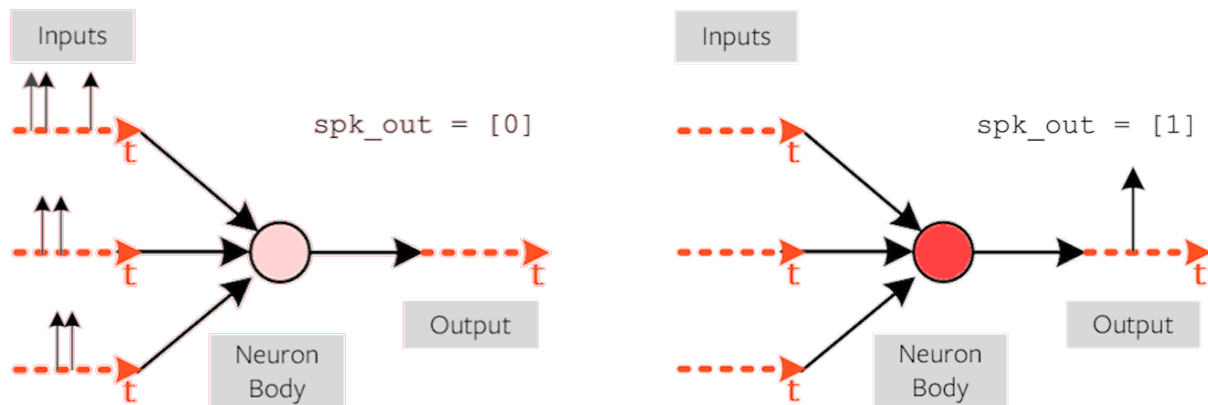 Inputs
spk_out = [0]
t
t
Output
Neuron
Body
t
t
Inputs
spk_out = [1]
t
t
Output
Neuron
Body
t
t